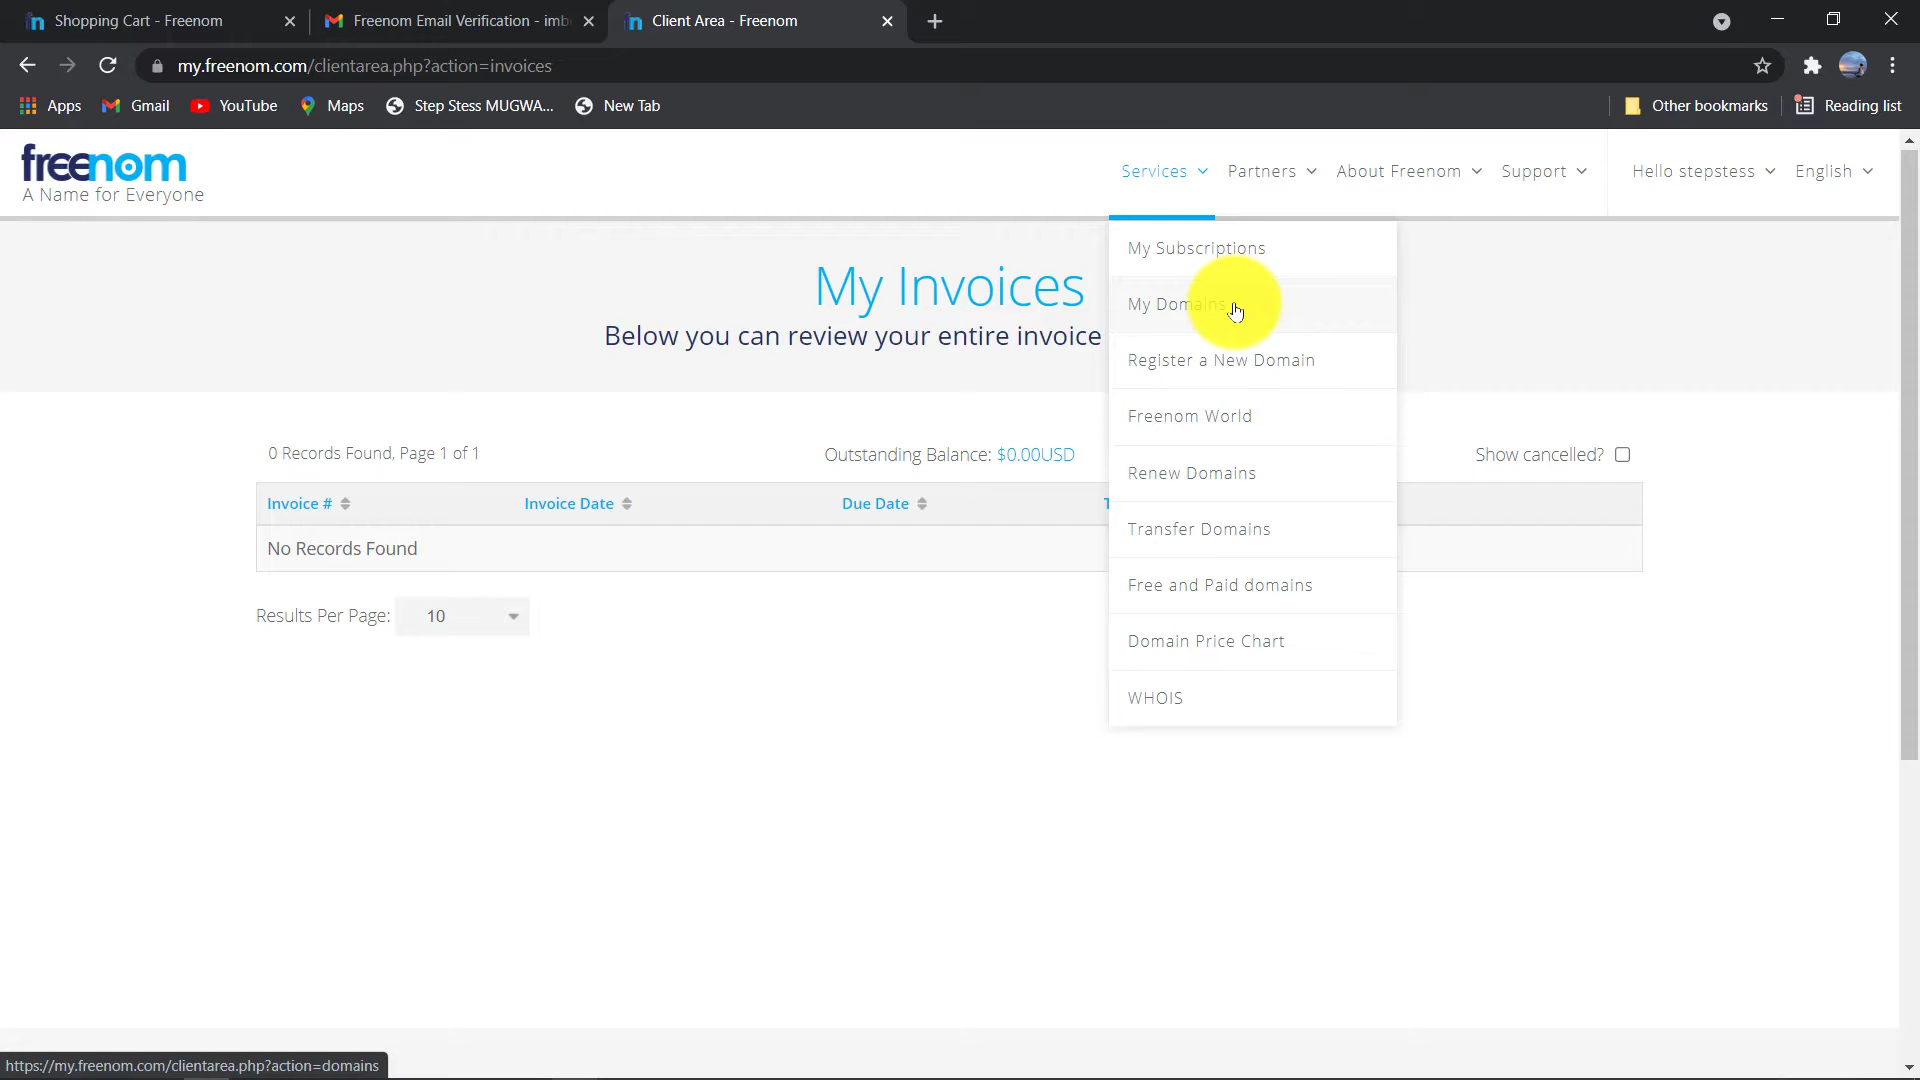 Shopping Cart - Freenom
Freenom Email Verification - imb
Client Area - Freenom
my.freenom.com/clientarea.php?action=invoices
Apps
Gmail
YouTube
Maps
Step Stess MUGWA...
New Tab
Other bookmarks
Reading list
freenom
A Name for Everyone
Services
Partners
About Freenom
Support
Hello stepstess
English
My Subscriptions
My Domains
Register a New Domain
Freenom World
Renew Domains
Transfer Domains
Free and Paid domains
Domain Price Chart
WHOIS
My Invoices
Below you can review your entire invoice
0 Records Found, Page 1 of 1
Outstanding Balance: $0.00USD
Show cancelled?
Invoice #
Invoice Date
Due Date
No Records Found
Results Per Page: 10
https://my.freenom.com/clientarea.php?action=domains